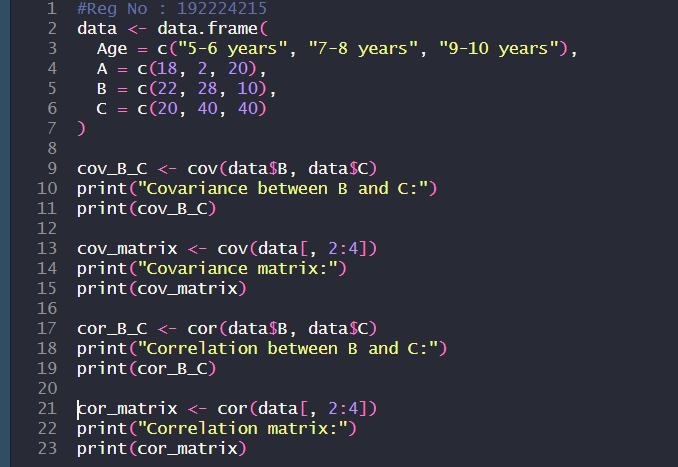 1 #Reg No : 192224215
2 data <- data.frame(
3   Age = c("5-6 years", "7-8 years", "9-10 years"),
4   A = c(18, 2, 20),
5   B = c(22, 28, 10),
6   C = c(20, 40, 40)
7 )
8
9 cov_B_C <- cov(data$B, data$C)
10 print("Covariance between B and C:")
11 print(cov_B_C)
12
13 cov_matrix <- cov(data[, 2:4])
14 print("Covariance matrix:")
15 print(cov_matrix)
16
17 cor_B_C <- cor(data$B, data$C)
18 print("Correlation between B and C:")
19 print(cor_B_C)
20
21 cor_matrix <- cor(data[, 2:4])
22 print("Correlation matrix:")
23 print(cor_matrix)